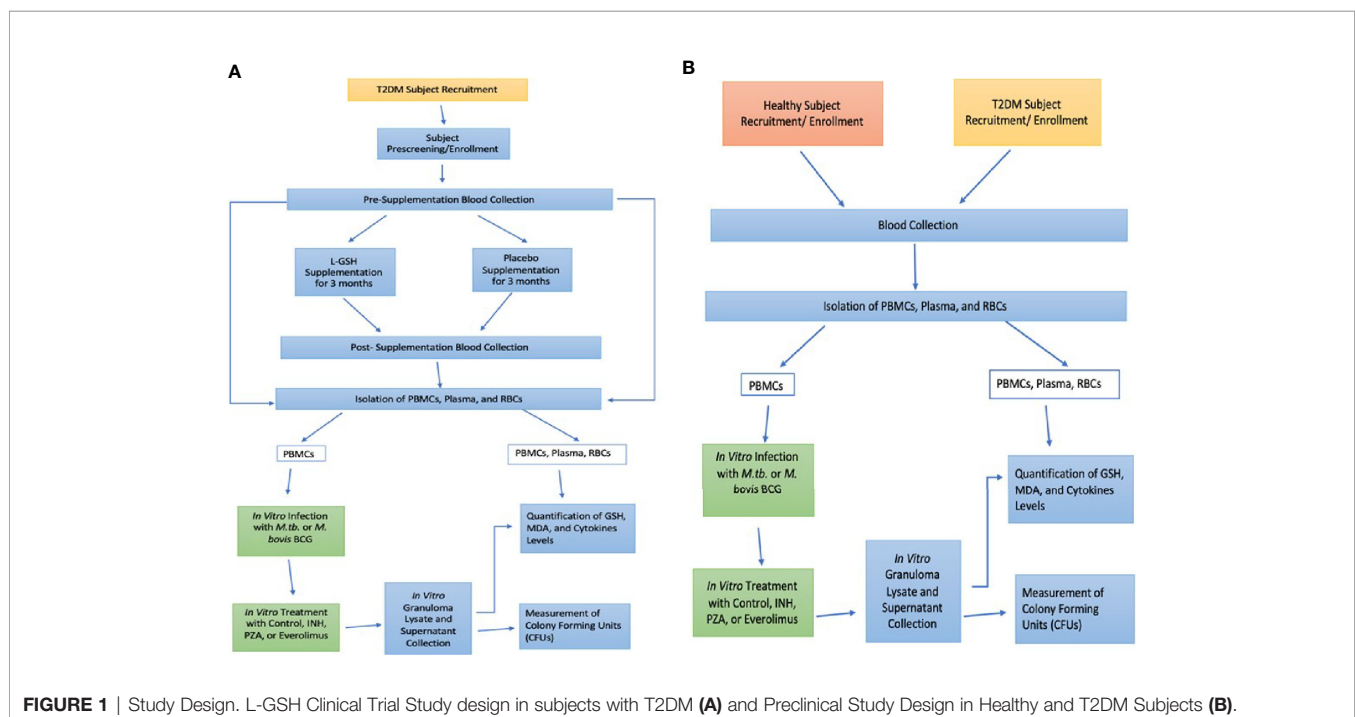 A
T2DM Subject Recruitment
Subject
Prescreening/Enrollment
Pre-Supplementation Blood Collection
L-GSH
Supplementation
for 3 months
Placebo
Supplementation
for 3 months
Post- Supplementation Blood Collection
Isolation of PBMCs, Plasma, and RBCs
PBMCs
PBMCs, Plasma, RBCs
In Vitro Infection
with M.tb. or M.
bovis BCG
Quantification of GSH,
MDA, and Cytokines
Levels
In Vitro Treatment
with Control, INH,
PZA, or Everolimus
In Vitro
Granuloma
Lysate and
Supernatant
Collection
Measurement of
Colony Forming
Units (CFUs)
B
Healthy Subject
Recruitment/ Enrollment
T2DM Subject
Recruitment/ Enrollment
Blood Collection
Isolation of PBMCs, Plasma, and RBCs
PBMCs
PBMCs, Plasma, RBCs
In Vitro Infection
with M.tb. or M.
bovis BCG
Quantification of GSH,
MDA, and Cytokines
Levels
In Vitro Treatment
with Control, INH,
PZA, or Everolimus
In Vitro
Granuloma
Lysate and
Supernatant
Collection
Measurement of
Colony Forming
Units (CFUs)
FIGURE 1 | Study Design. L-GSH Clinical Trial Study design in subjects with T2DM (A) and Preclinical Study Design in Healthy and T2DM Subjects (B).